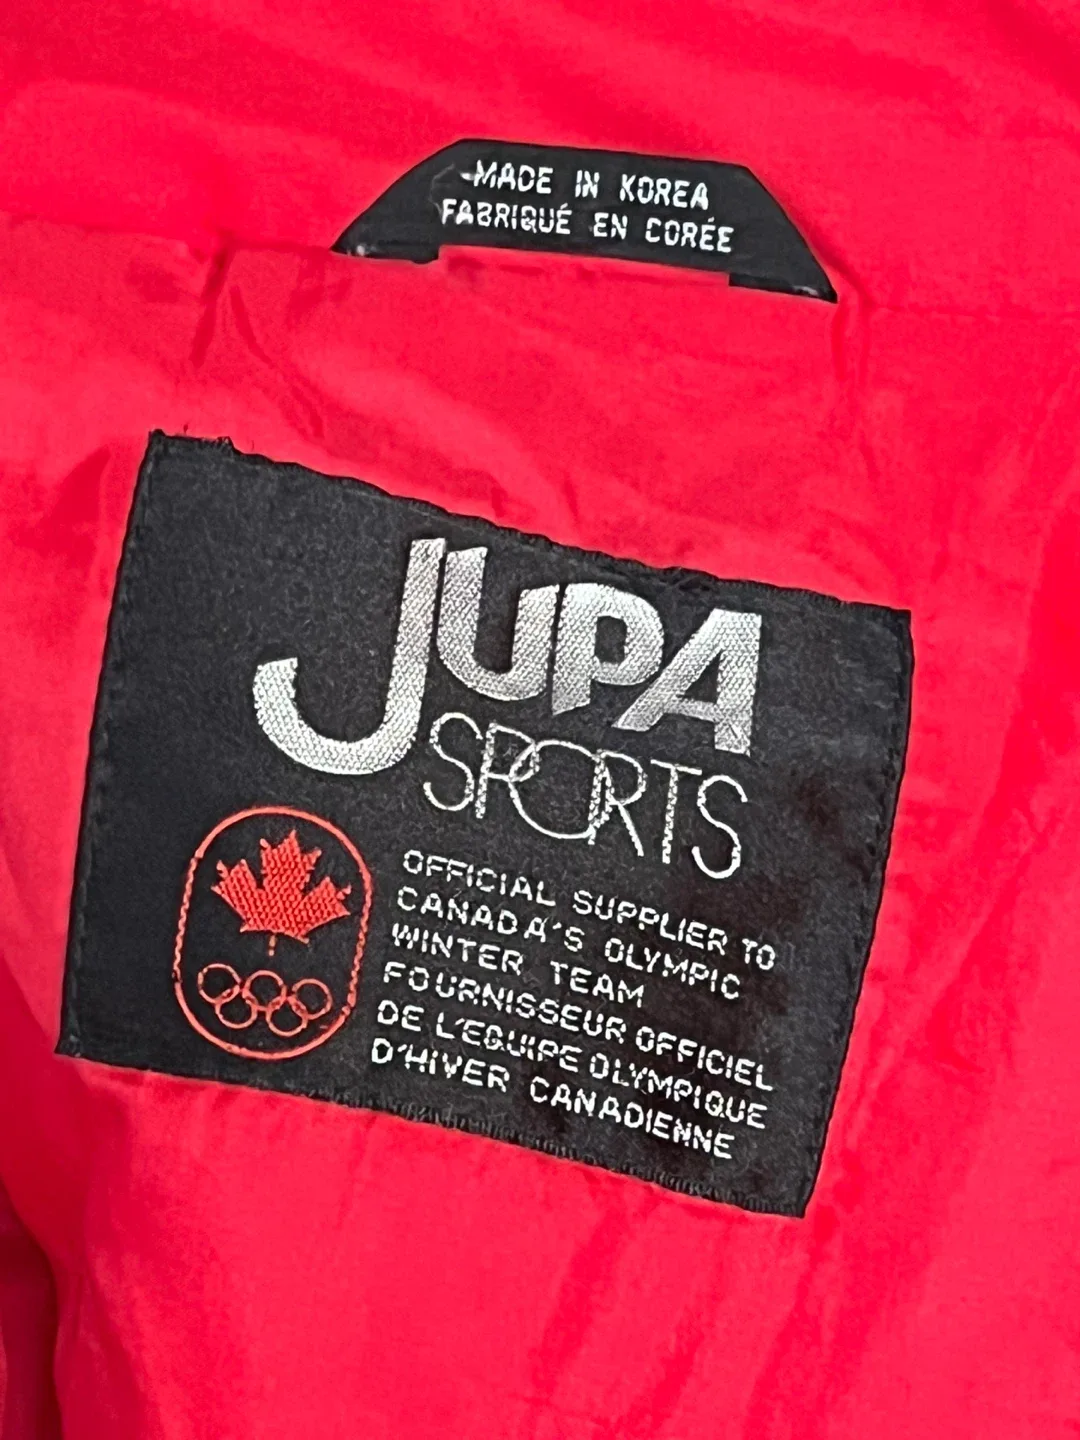 MADE IN KOREA
FABRIQUÉ EN CORÉE
JUPA
SPORTS
OFFICIAL SUPPLIER TO
CANADA'S OLYMPIC
WINTER TEAM
FOURNISSEUR OFFICIEL
DE L'EQUIPE OLYMPIQUE
D'HIVER CANADIENNE